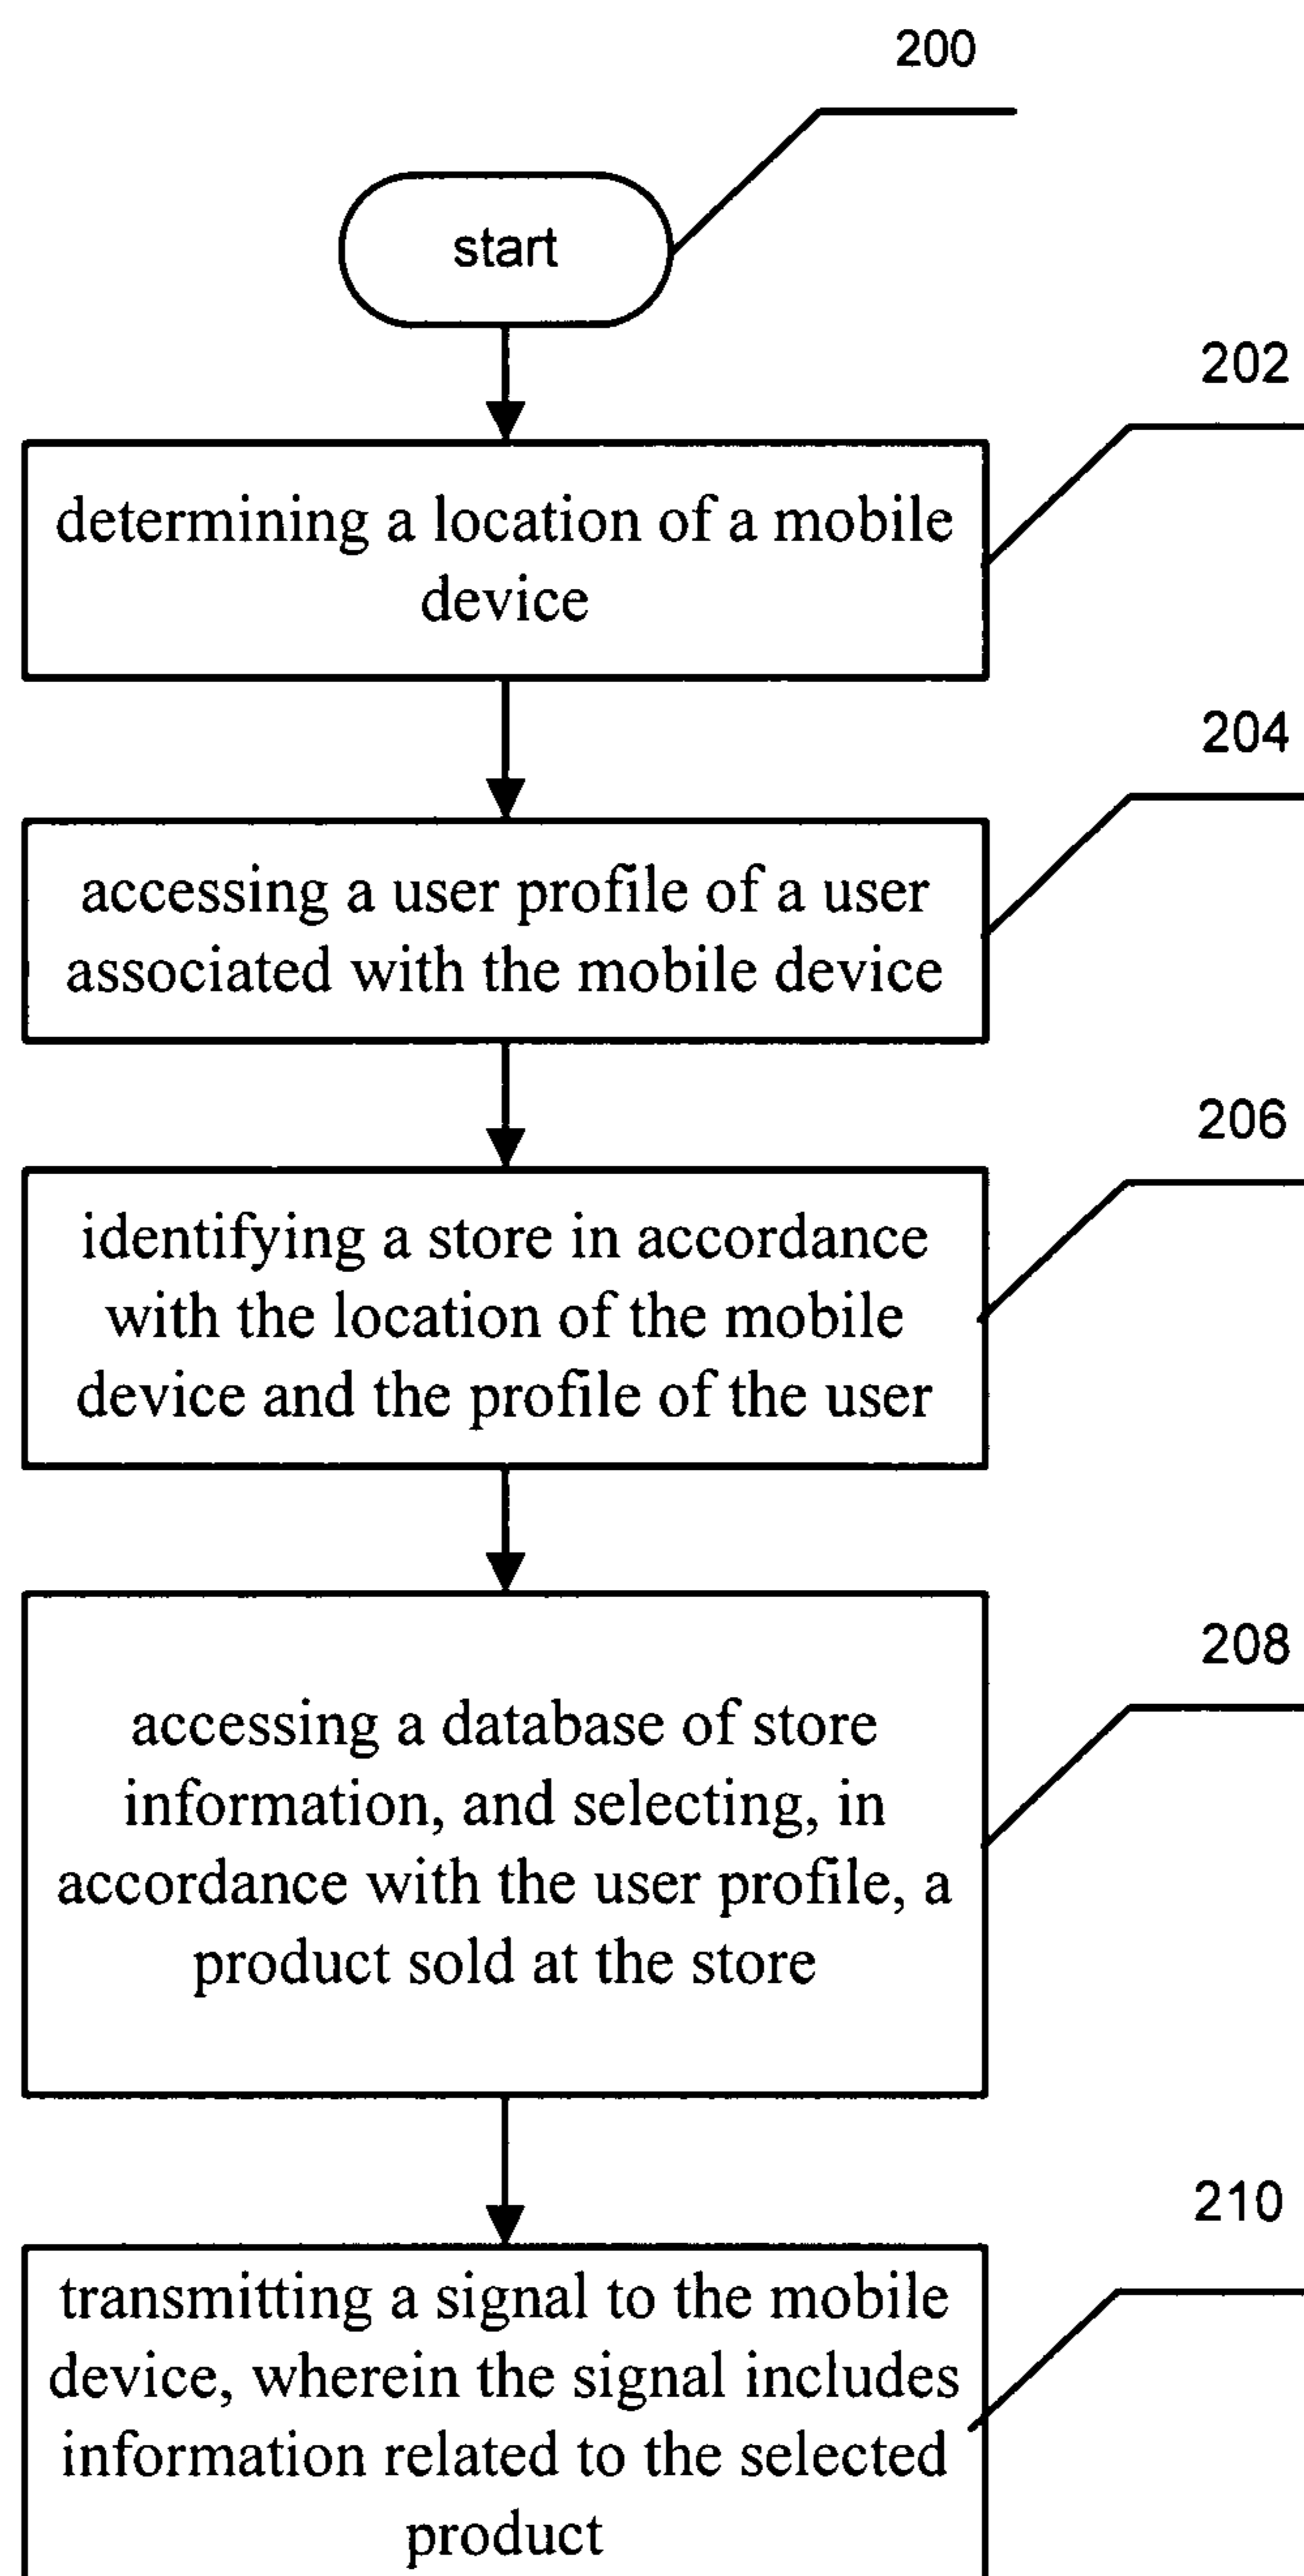 200
start
202
determining a location of a mobile
device
204
accessing a user profile of a user
associated with the mobile device
206
identifying a store in accordance
with the location of the mobile
device and the profile of the user
208
accessing a database of store
information, and selecting, in
accordance with the user profile, a
product sold at the store
210
transmitting a signal to the mobile
device, wherein the signal includes
information related to the selected
product